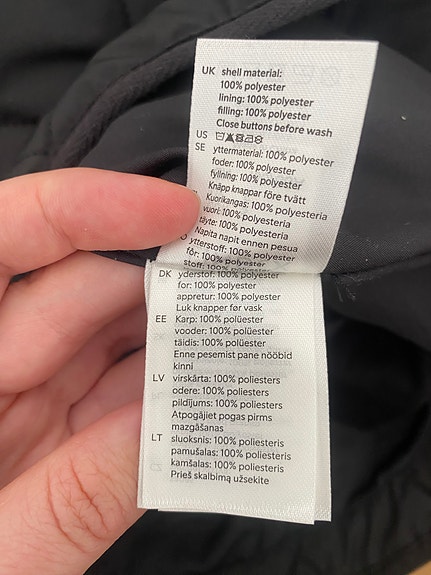 UK shell material:
100% polyester
lining: 100% polyester
filling: 100% polyester
Close buttons before wash
US
SE yttermaterial: 100% polyester
foder: 100% polyester
fyllning: 100% polyester
Knäpp knappar före tvätt
Kuorikangas: 100% polyesteria
vuori: 100% polyesteria
täyte: 100% polyesteria
Napita napit ennen pesua
ytterstoff: 100% polyester
fôr: 100% polyester
stoff: 100% polyester
DK yderstof: 100% polyester
for: 100% polyester
appretur: 100% polyester
Luk knapper før vask
EE Karp: 100% polüester
vooder: 100% polüester
täidis: 100% polüester
Enne pesemist pane nööbid
kinni
LV virskārta: 100% poliesters
odere: 100% poliesters
pildījums: 100% poliesters
Atpogājiet pogas pirms
mazgāšanas
LT sluoksnis: 100% poliesteris
pamušalas: 100% poliesteris
kamšalas: 100% poliesteris
Prieš skalbimą užsekite